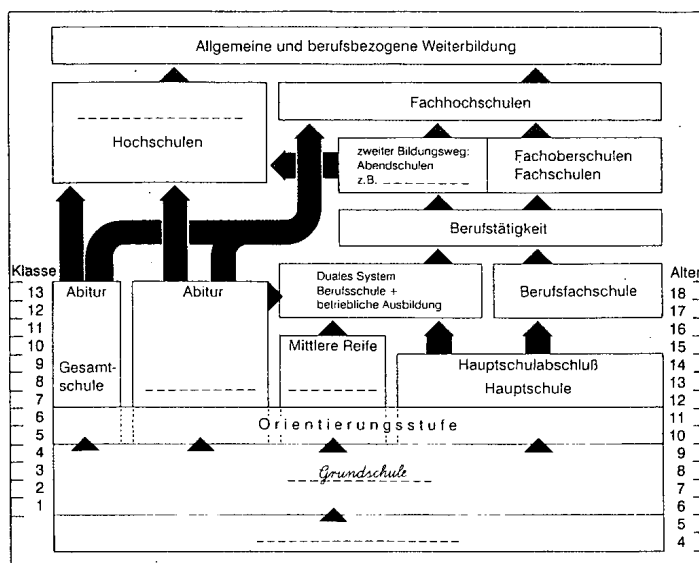 Allgemeine und berufsbezogene Weiterbildung
Hochschulen
Fachhochschulen
zweiter Bildungsweg:
Abendschulen
z.B.
Fachoberschulen
Fachschulen
Berufstätigkeit
Klasse
13
12
11
10
9
8
7
6
5
4
3
2
1
Abitur
Gesamt-
schule
Abitur
Duales System
Berufsschule +
betriebliche Ausbildung
Berufsfachschule
Mittlere Reife
Hauptschulabschluß
Hauptschule
Orientierungsstufe
Grundschule
Alter
18
17
16
15
14
13
12
11
10
9
8
7
6
5
4